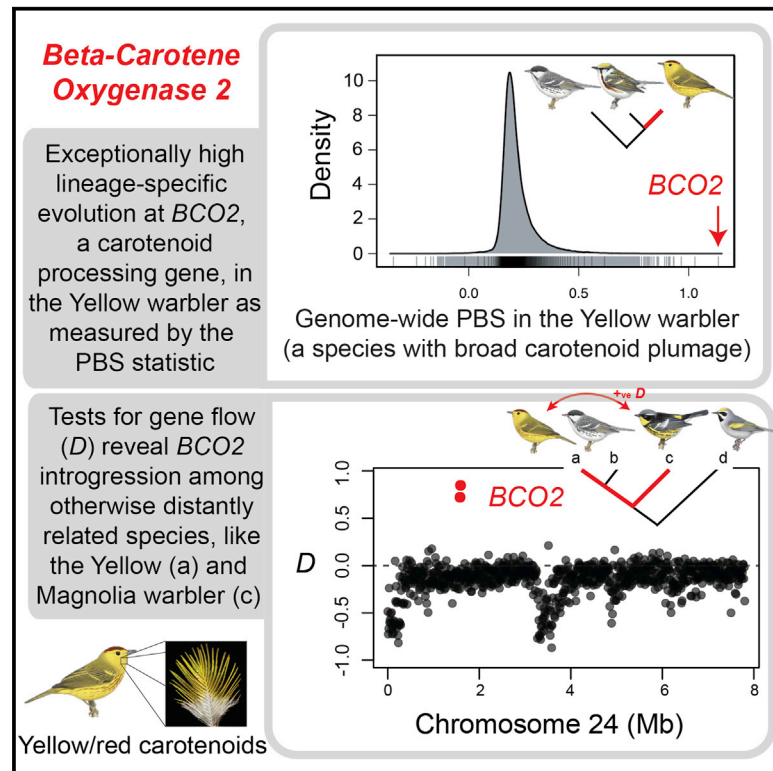 Beta-Carotene
Oxygenase 2
Exceptionally high
lineage-specific
evolution at BCO2,
a carotenoid
processing gene, in
the Yellow warbler as
measured by the
PBS statistic
Density
10
8
6
4
2
0
BCO2
0.0 0.5 1.0
Genome-wide PBS in the Yellow warbler
(a species with broad carotenoid plumage)
Tests for gene flow
(D) reveal BCO2
introgression among
otherwise distantly
related species, like
the Yellow (a) and
Magnolia warbler (c)
Yellow/red carotenoids
+ve D
a b c d
BCO2
D
1.0
0.5
0.0
-0.5
-1.0
0 2 4 6 8
Chromosome 24 (Mb)